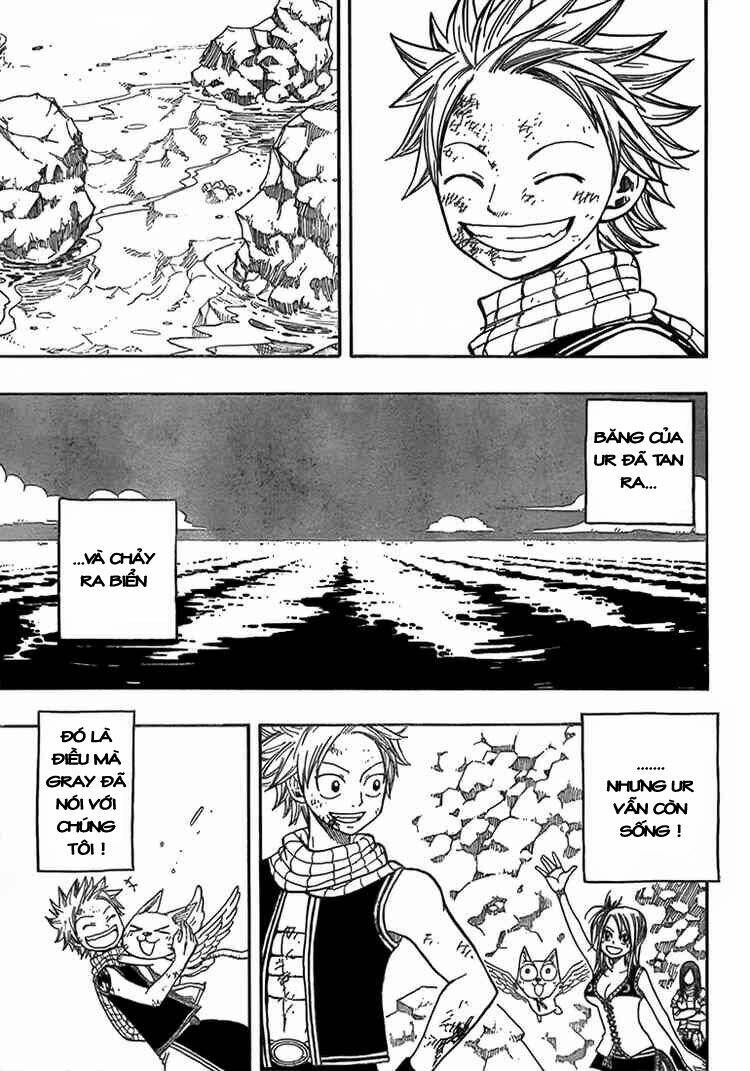 BĂNG CỦA
UR ĐÃ TAN
RA...
...VÀ CHẢY
RA BIỂN
.......
NHƯNG UR
VẪN CÒN
SỐNG !
ĐÓ LÀ
ĐIỀU MÀ
GRAY ĐÃ
NÓI VỚI
CHÚNG
TÔI !